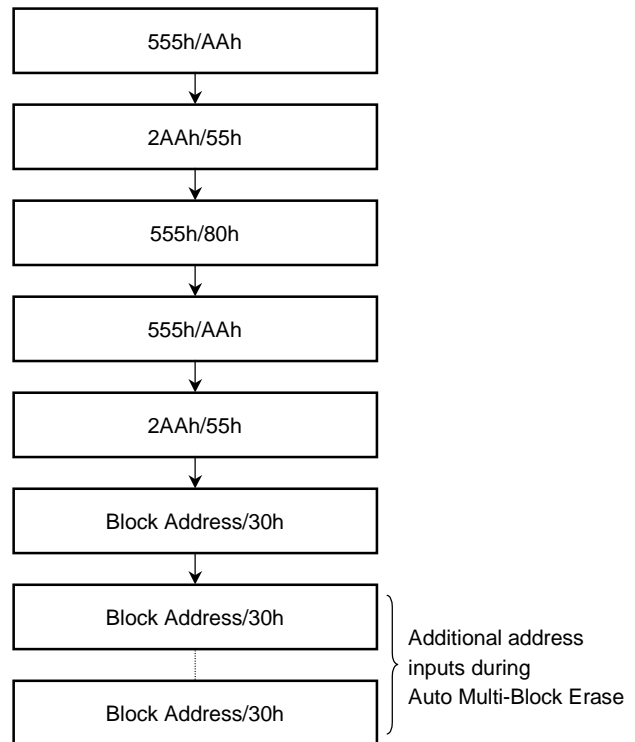 555h/AAh
2AAh/55h
555h/80h
555h/AAh
2AAh/55h
Block Address/30h
Block Address/30h
Additional address
inputs during
Auto Multi-Block Erase
Block Address/30h